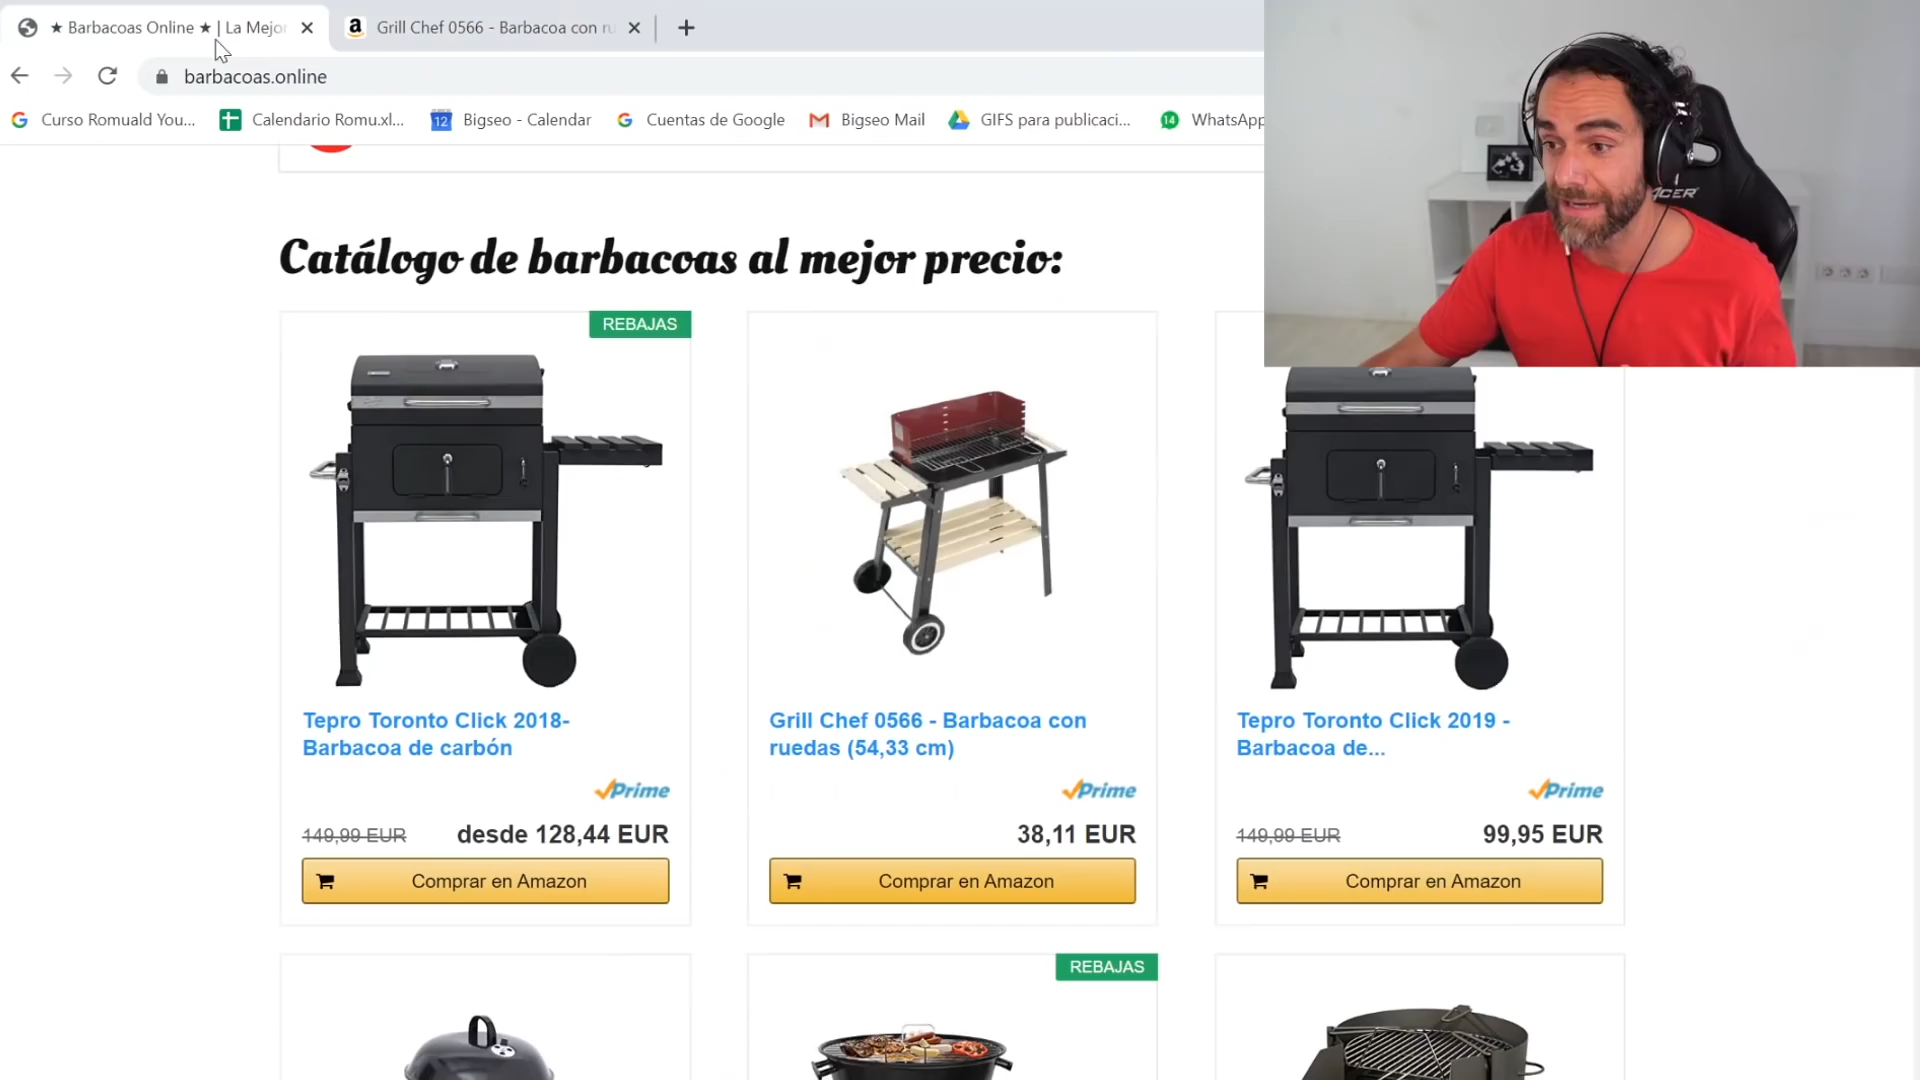 ★ Barbacoas Online ★ | La Mejor
Grill Chef 0566 - Barbacoa con ru
barbacoas.online
Curso Romuald You...
Calendario Romu.xl...
12
Bigseo - Calendar
Cuentas de Google
Bigseo Mail
GIFS para publicaci...
14
WhatsApp
ACER
Catálogo de barbacoas al mejor precio:
REBAJAS
Tepro Toronto Click 2018-
Barbacoa de carbón
Prime
149,99 EUR
desde 128,44 EUR
Comprar en Amazon
Grill Chef 0566 - Barbacoa con
ruedas (54,33 cm)
Prime
38,11 EUR
Comprar en Amazon
Tepro Toronto Click 2019 -
Barbacoa de...
Prime
149,99 EUR
99,95 EUR
Comprar en Amazon
REBAJAS